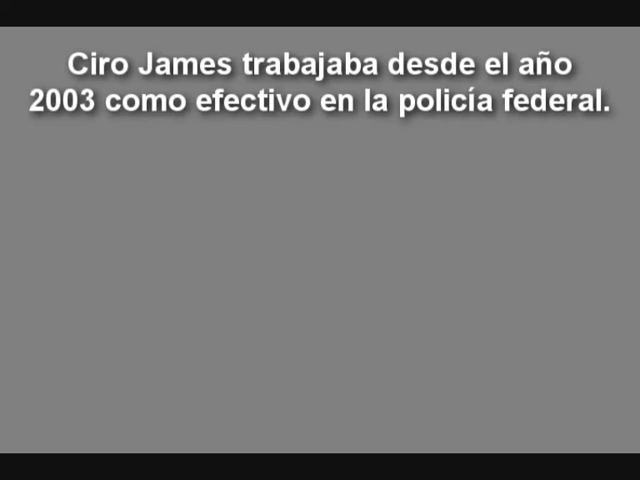 Ciro James trabajaba desde el año
2003 como efectivo en la policía federal.